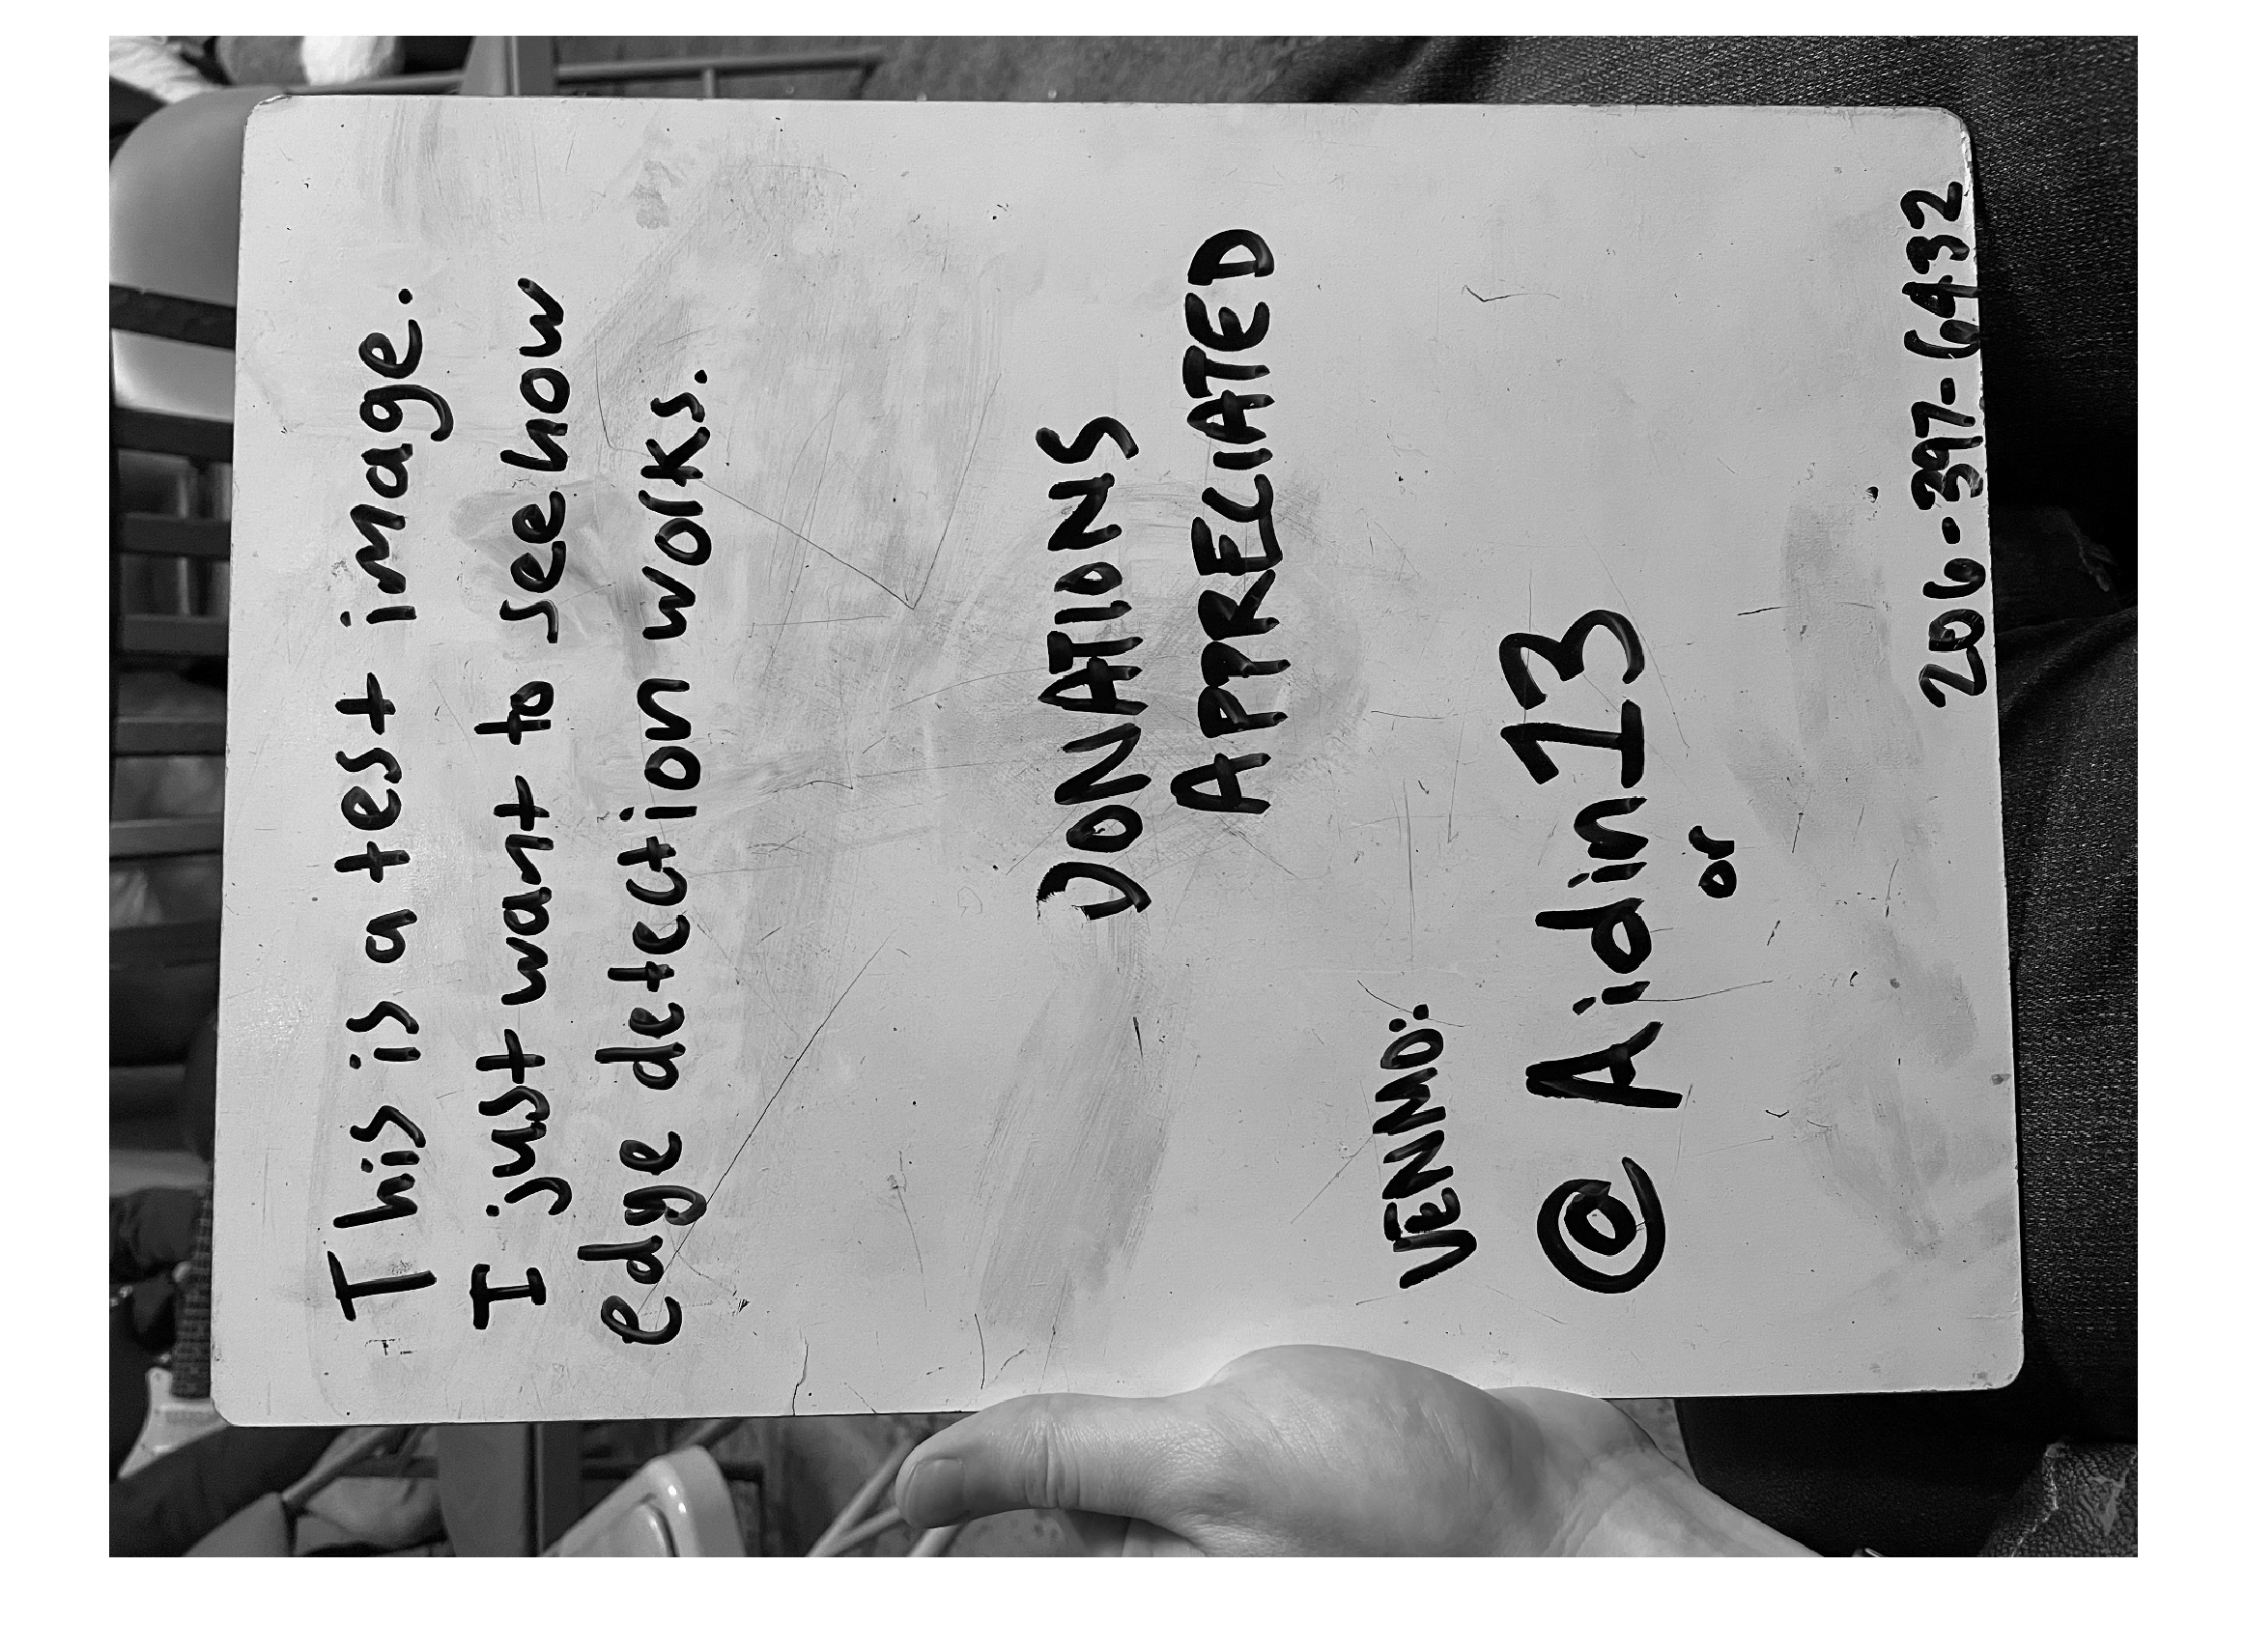 This is a test image.
I just want to see how
edge detection works.
DONATIONS
APPRECIATED
VENMO:
@ Aidin13
or
206-397-6432